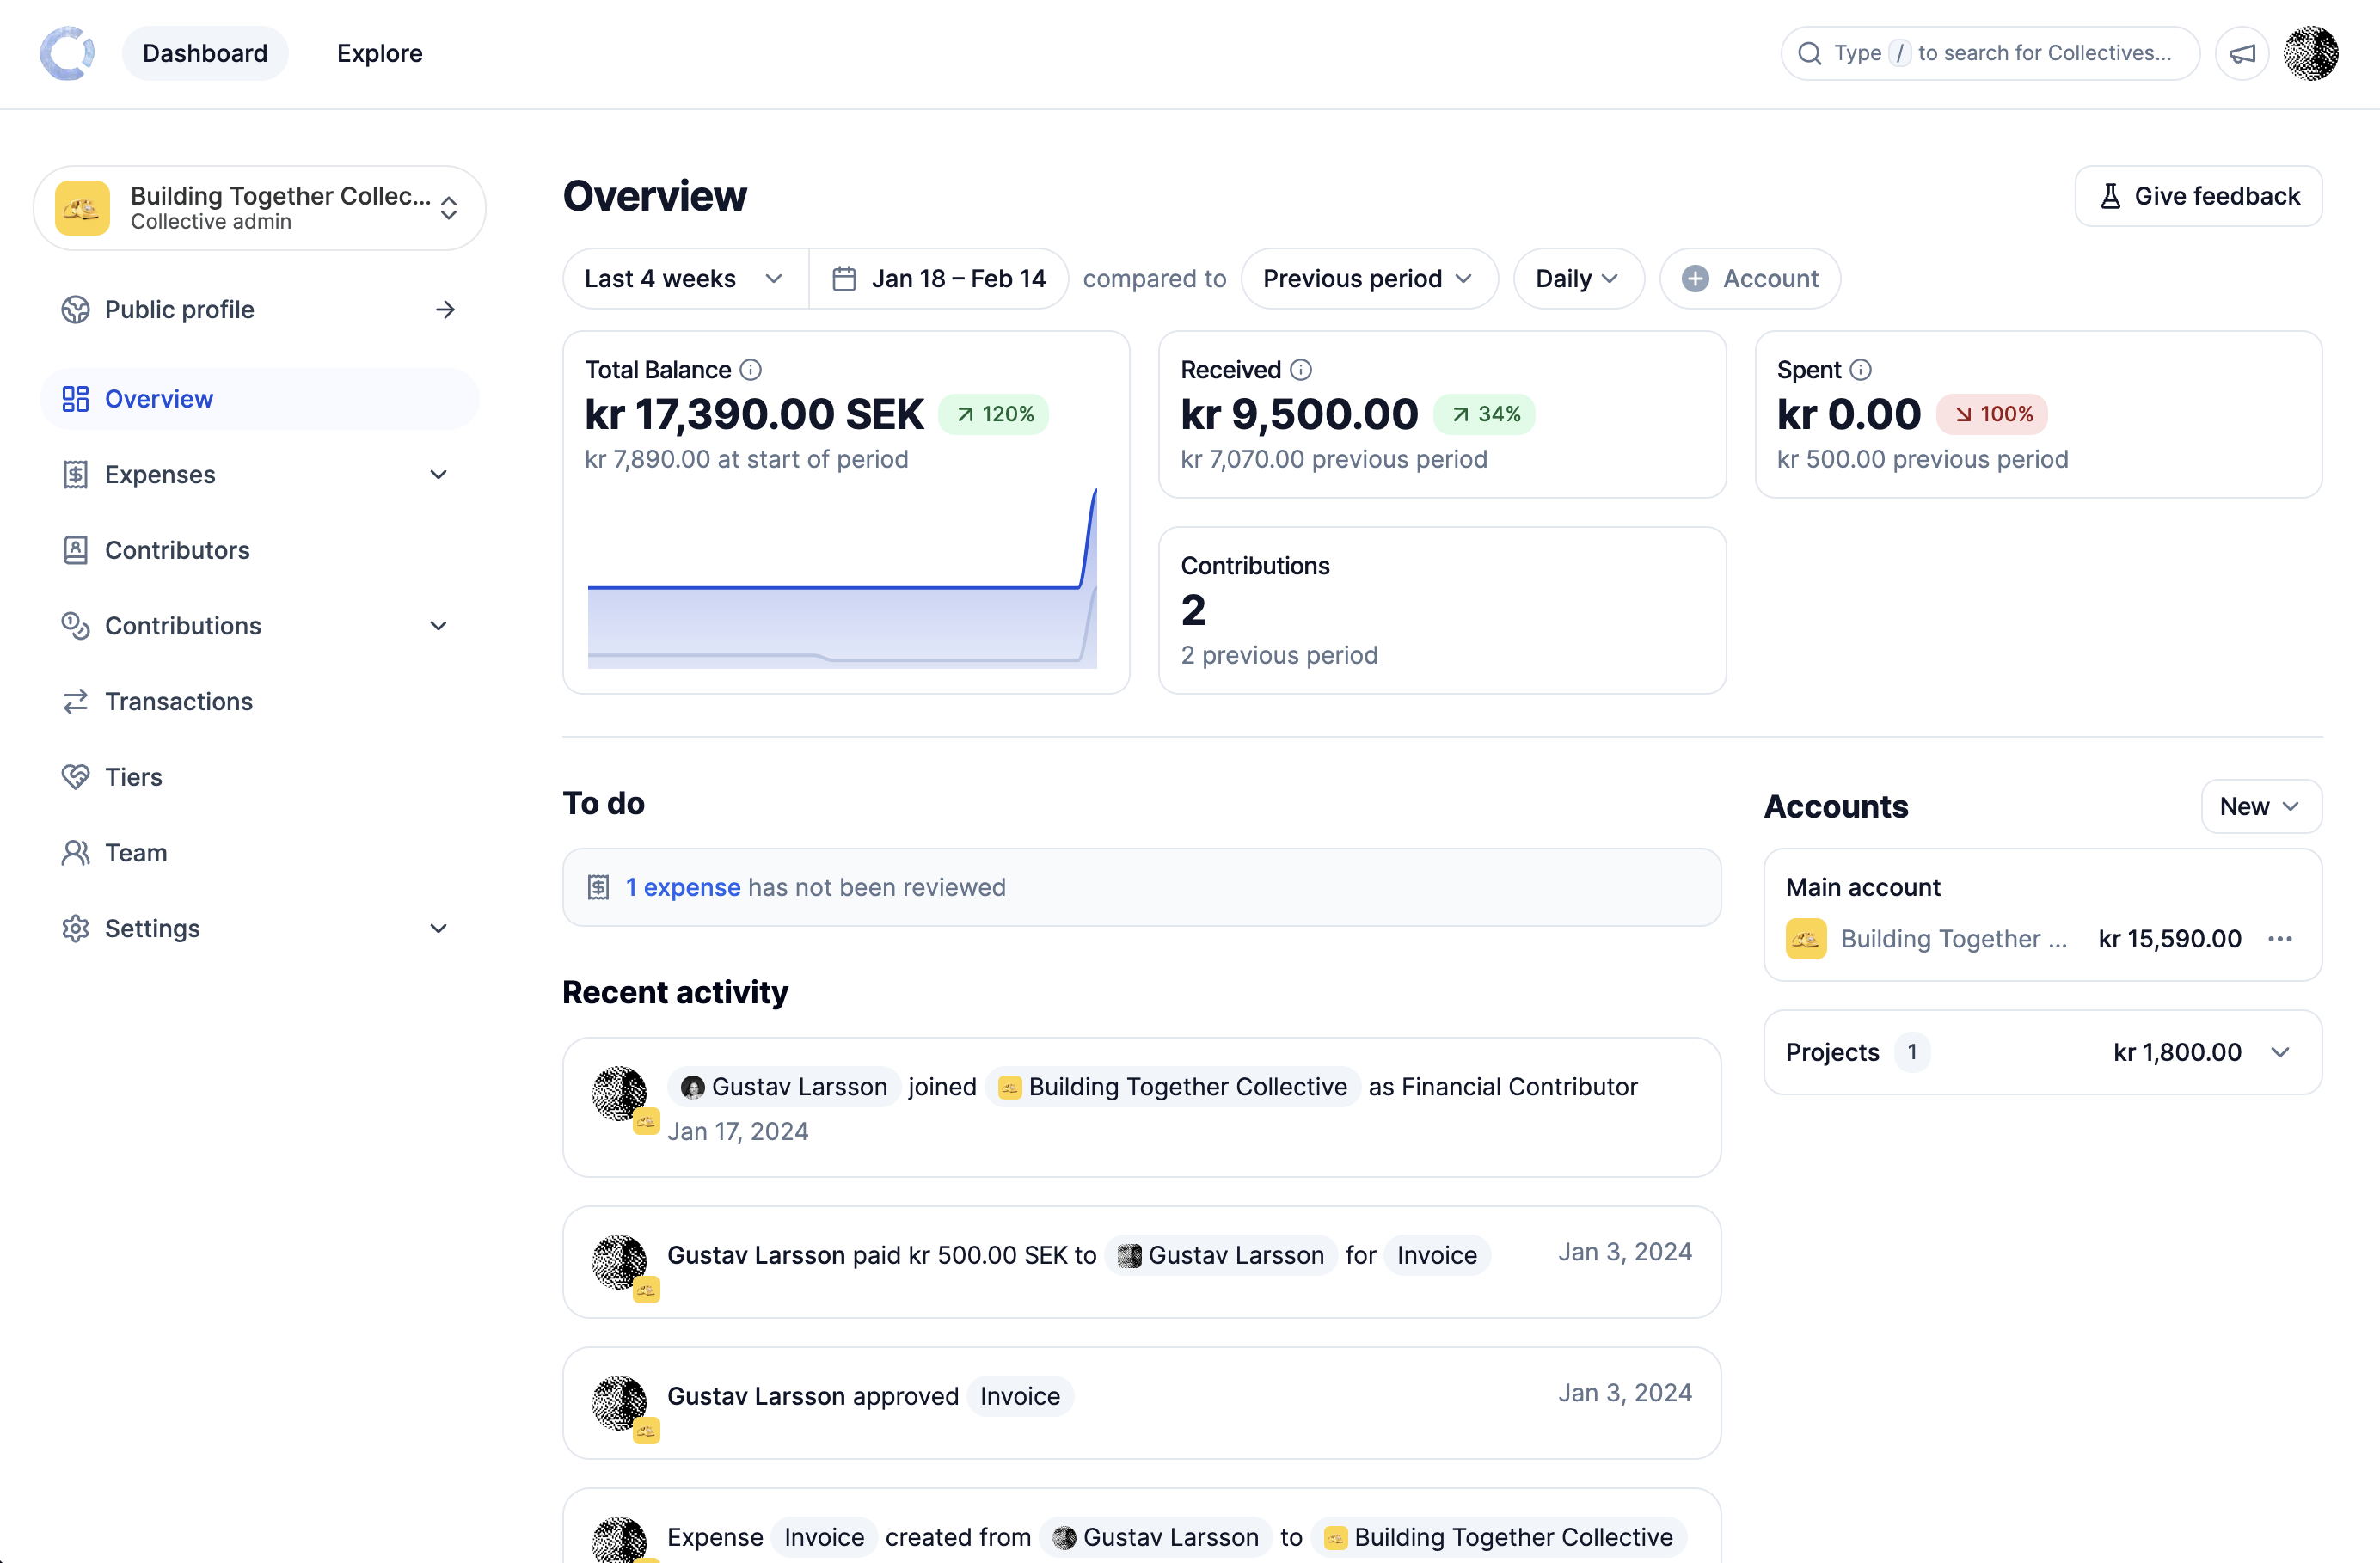 Dashboard
Explore
Type / to search for Collectives...
Building Together Collec...
Collective admin
Public profile
Overview
Expenses
Contributors
Contributions
Transactions
Tiers
Team
Settings
Overview
Give feedback
Last 4 weeks
Jan 18 – Feb 14
compared to
Previous period
Daily
Account
Total Balance
kr 17,390.00 SEK
120%
kr 7,890.00 at start of period
Received
kr 9,500.00
34%
kr 7,070.00 previous period
Spent
kr 0.00
100%
kr 500.00 previous period
Contributions
2
2 previous period
To do
1 expense has not been reviewed
Recent activity
Gustav Larsson joined Building Together Collective as Financial Contributor
Jan 17, 2024
Gustav Larsson paid kr 500.00 SEK to Gustav Larsson for Invoice
Jan 3, 2024
Gustav Larsson approved Invoice
Jan 3, 2024
Expense Invoice created from Gustav Larsson to Building Together Collective
Accounts
New
Main account
Building Together ... kr 15,590.00
Projects 1 kr 1,800.00